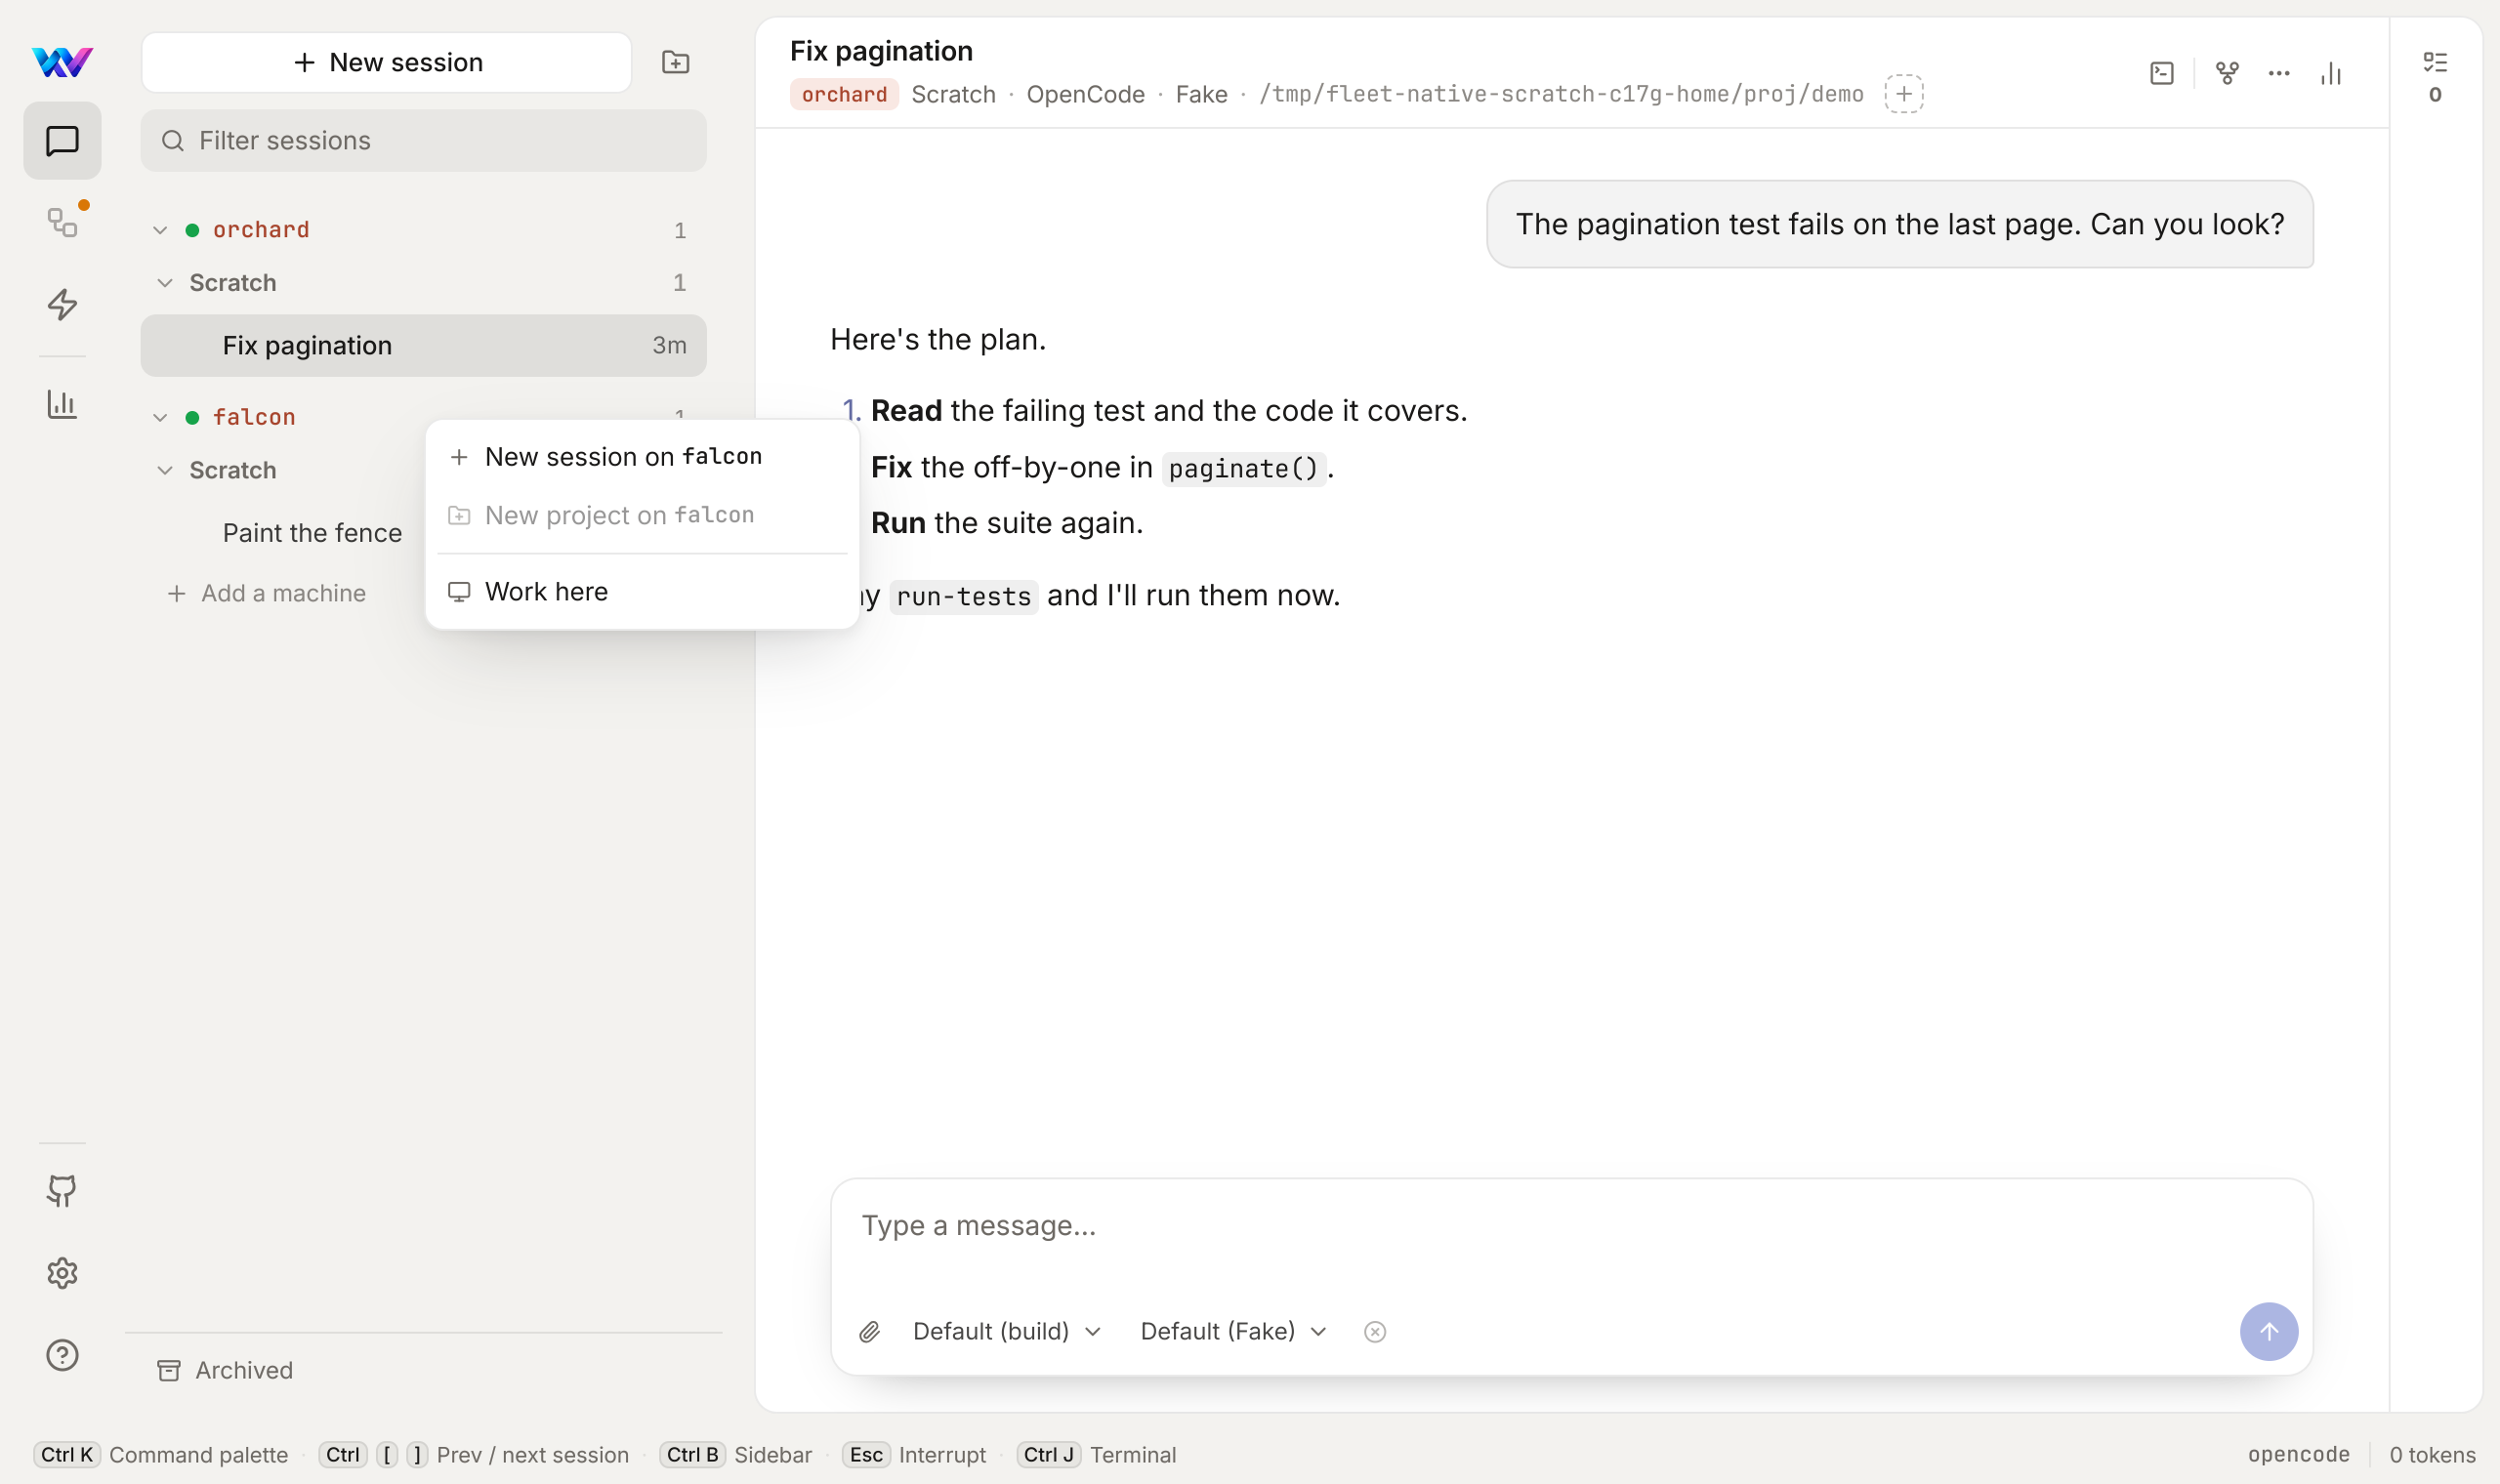 New session
Filter sessions
orchard 1
Scratch 1
Fix pagination 3m
falcon
Scratch
Paint the fence
Add a machine
New session on falcon
New project on falcon
Work here
Archived
Fix pagination
orchard Scratch · OpenCode · Fake · /tmp/fleet-native-scratch-c17g-home/proj/demo
0
The pagination test fails on the last page. Can you look?
Here's the plan.
1. Read the failing test and the code it covers.
Fix the off-by-one in paginate().
Run the suite again.
run-tests and I'll run them now.
Type a message...
Default (build) Default (Fake)
Ctrl K Command palette · Ctrl [ ] Prev / next session · Ctrl B Sidebar · Esc Interrupt · Ctrl J Terminal
opencode 0 tokens